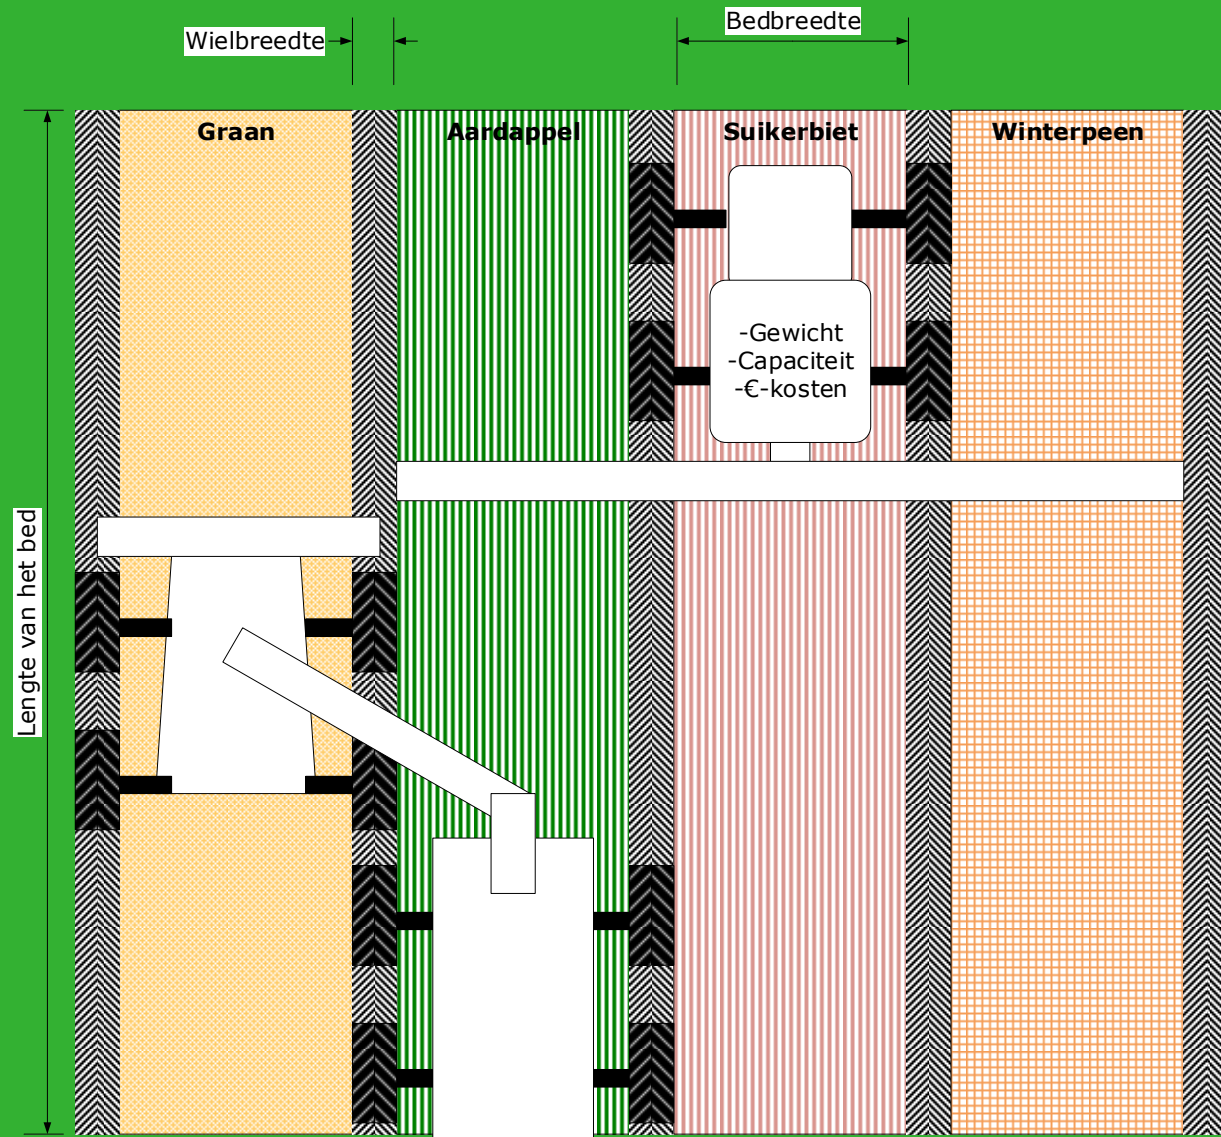 Bedbreedte
Wielbreedte
Graan
Aardappel
Suikerbiet
Winterpeen
-Gewicht
-Capaciteit
-€-kosten
Lengte van het bed